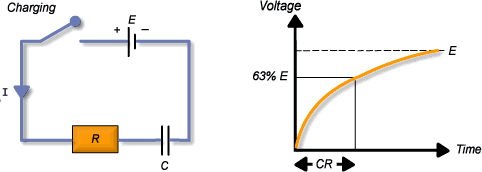 Charging
E
+ −
I
R
C
Voltage
E
63% E
Time
CR